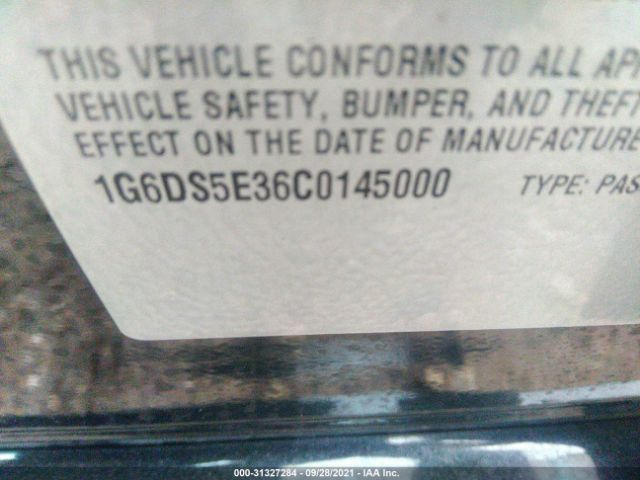 THIS VEHICLE CONFORMS TO ALL
VEHICLE SAFETY, BUMPER, AND THEFT
EFFECT ON THE DATE OF MANUFACTURE
1G6DS5E36C0145000 TYPE: PAS
000-31327284 - 09/28/2021 - IAA Inc.